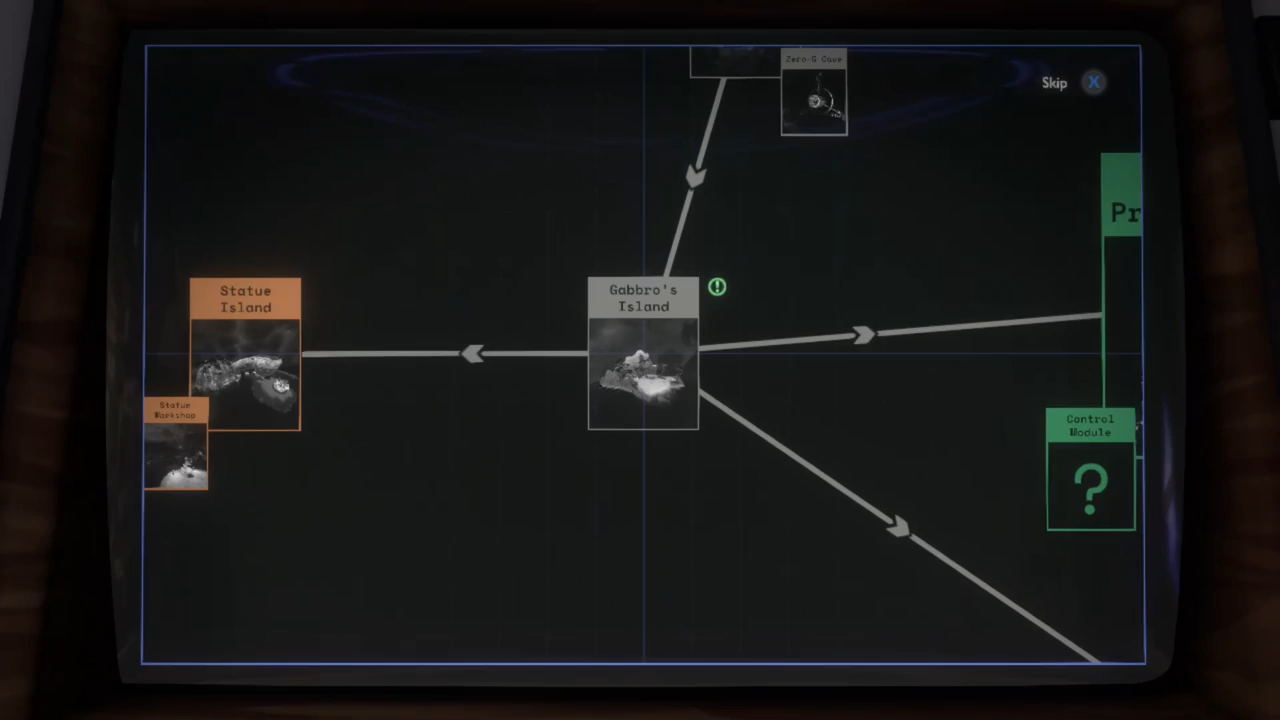 Zero-G Cave
Skip X
Pr
Statue
Island
Gabbro's
Island
Statue
Workshop
Control
Module
?